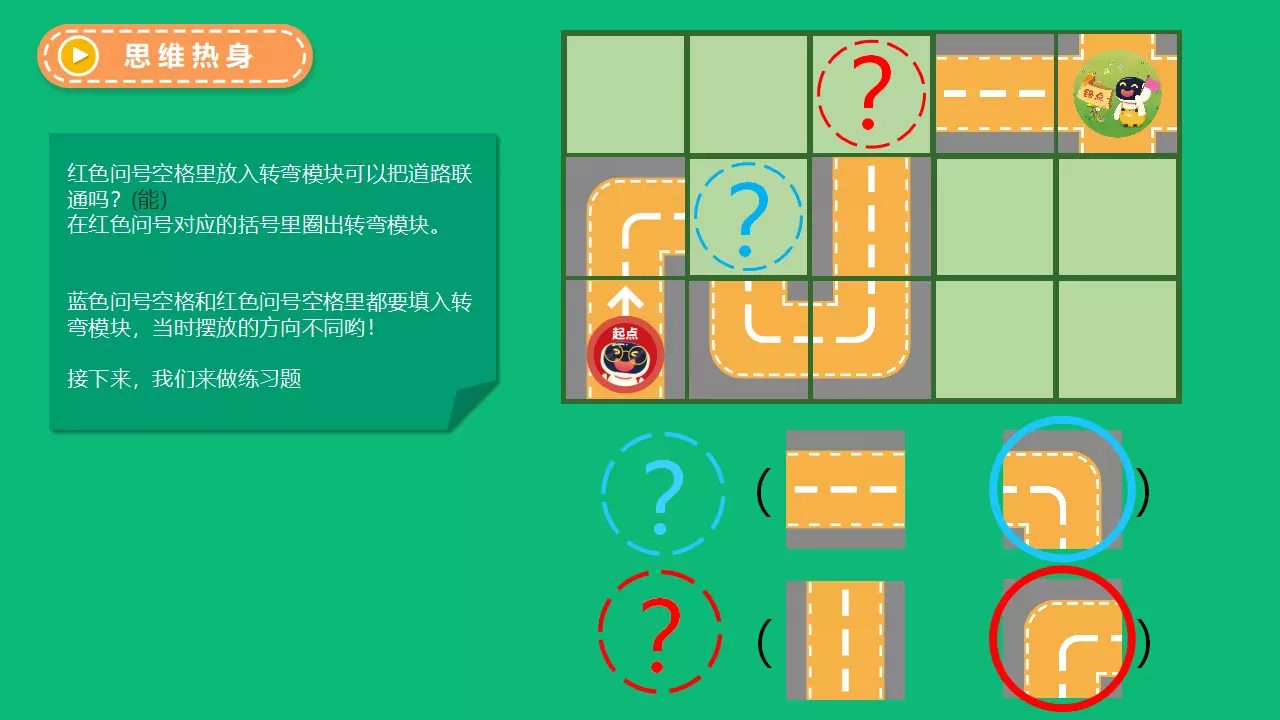 思维热身
红色问号空格里放入转弯模块可以把道路联
通吗？(能)
在红色问号对应的括号里圈出转弯模块。
蓝色问号空格和红色问号空格里都要填入转
弯模块，当时摆放的方向不同哟！
接下来，我们来做练习题
?
终点
?
起点
? ( )
? ( )